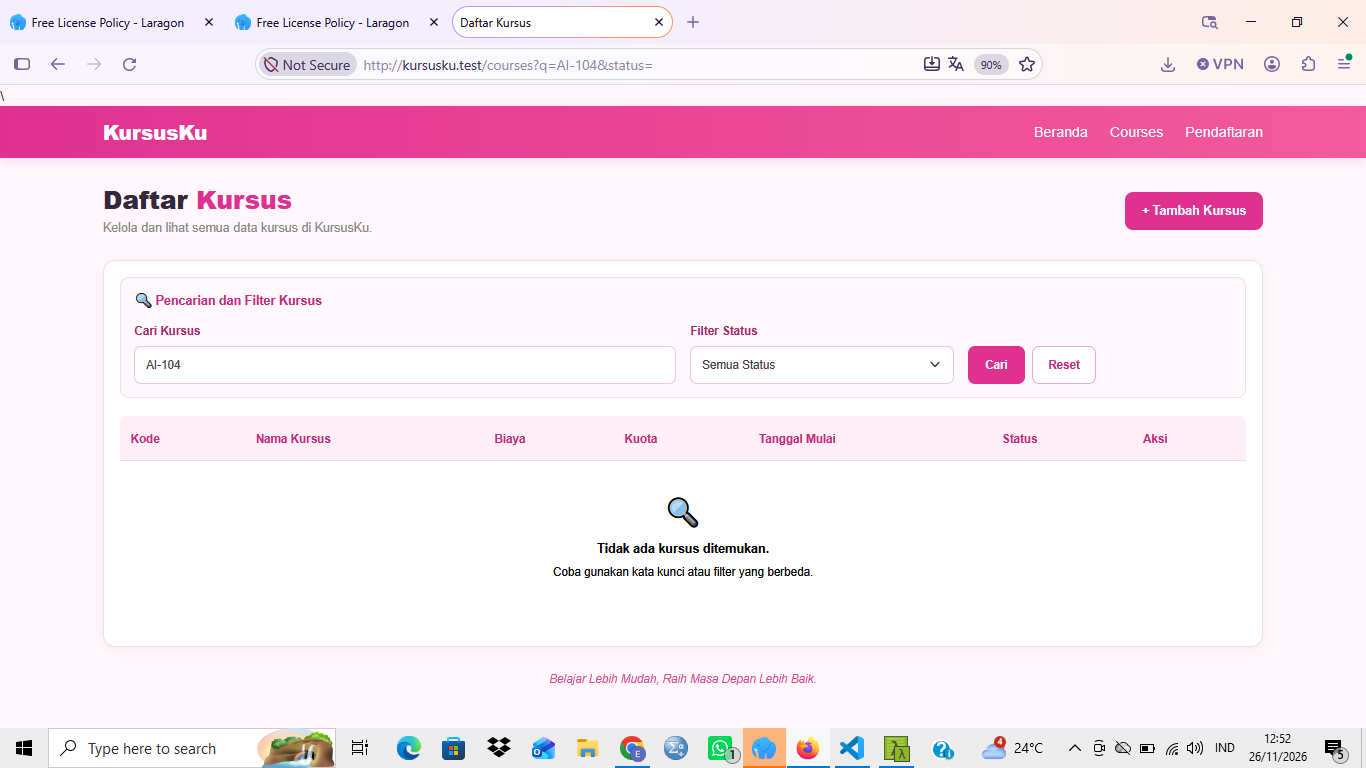 Free License Policy - Laragon
Free License Policy - Laragon
Daftar Kursus
Not Secure
http://kursusku.test/courses?q=AI-104&status=
90%
VPN
\
KursusKu
Beranda
Courses
Pendaftaran
Daftar Kursus
Kelola dan lihat semua data kursus di KursusKu.
+ Tambah Kursus
Pencarian dan Filter Kursus
Cari Kursus
Filter Status
AI-104
Semua Status
Cari
Reset
Kode Nama Kursus Biaya Kuota Tanggal Mulai Status Aksi
Tidak ada kursus ditemukan.
Coba gunakan kata kunci atau filter yang berbeda.
Belajar Lebih Mudah, Raih Masa Depan Lebih Baik.
Type here to search
E
1
4
24°C
IND
12:52
26/11/2026
5